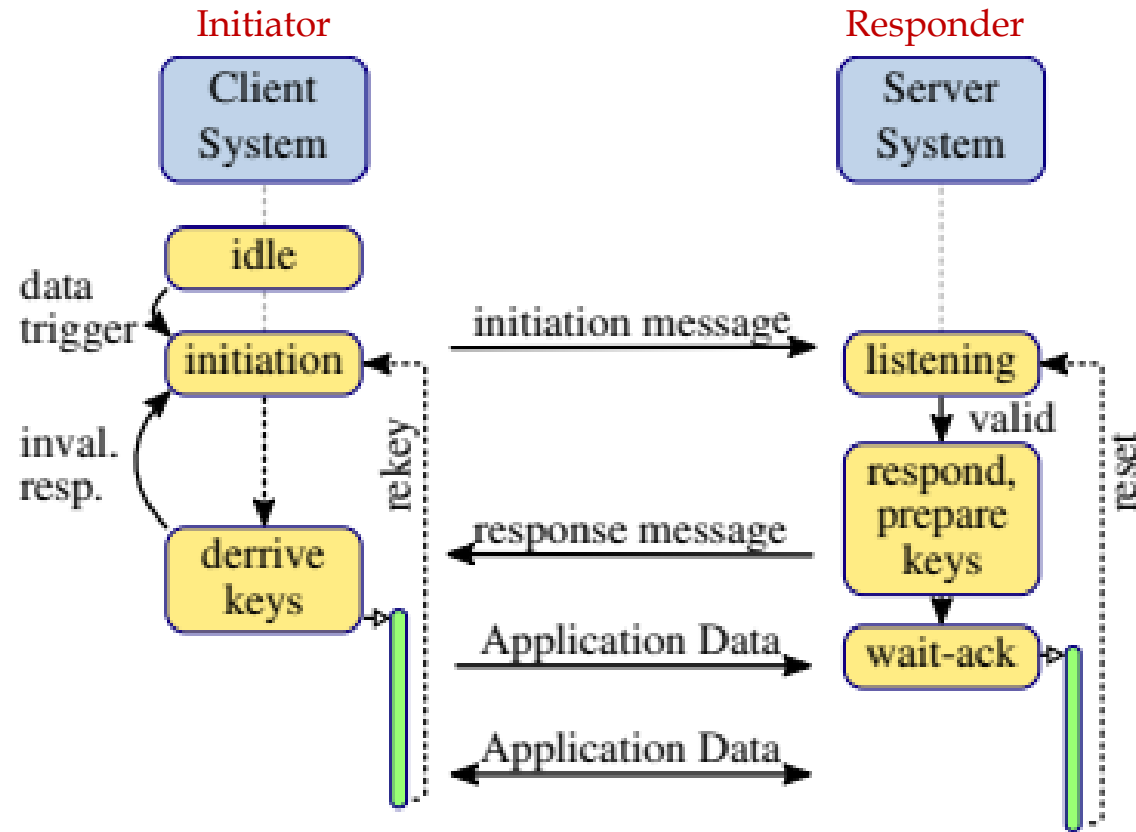 Initiator
Responder
Client
System
Server
System
idle
data
trigger
initiation message
initiation
listening
valid
inval.
resp.
rekey
reset
respond,
prepare
keys
response message
derrive
keys
Application Data
wait-ack
Application Data